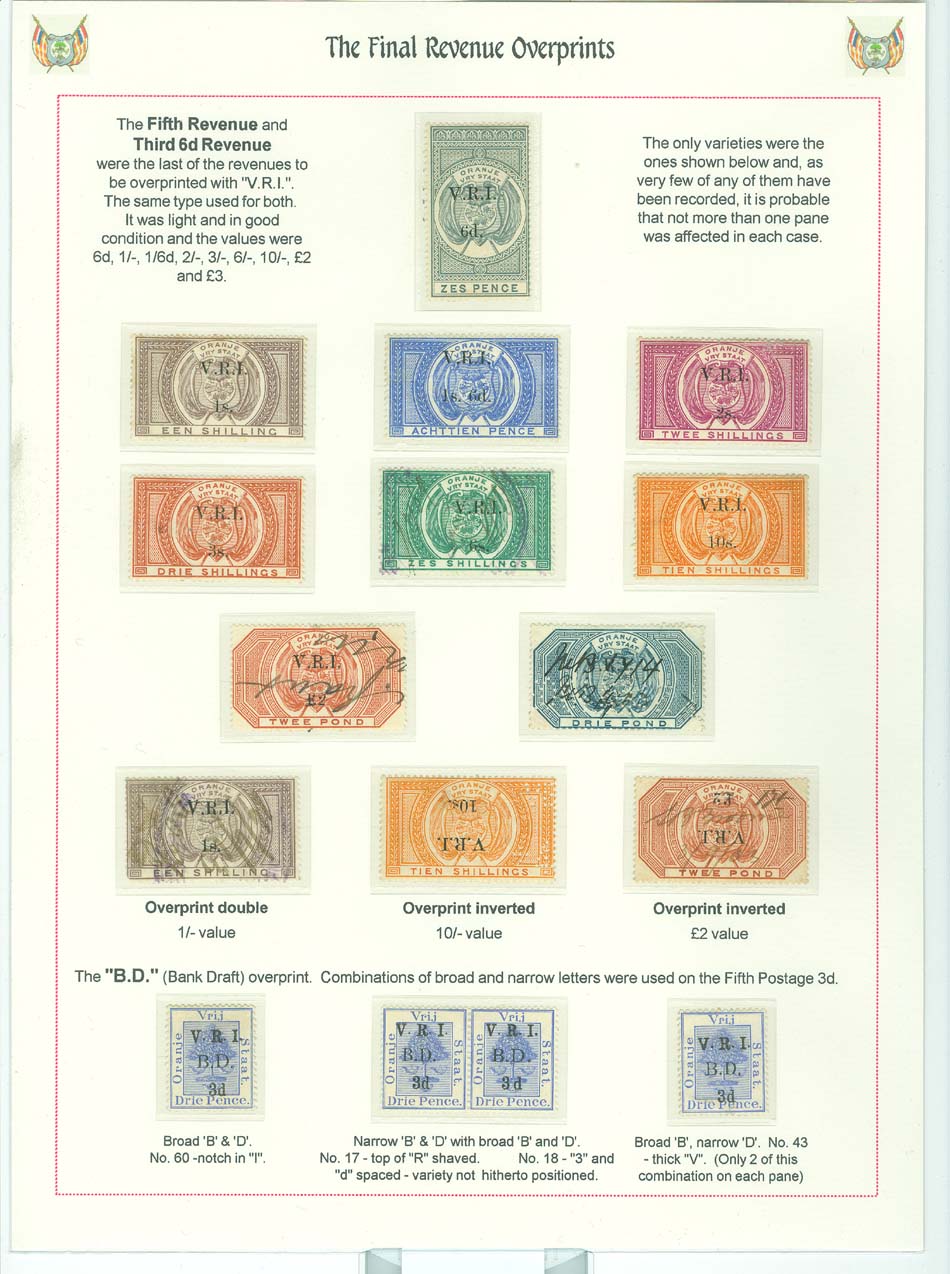 The Final Revenue Overprints
The Fifth Revenue and
Third 6d Revenue
were the last of the revenues to
be overprinted with "V.R.I.".
The same type used for both.
It was light and in good
condition and the values were
6d, 1/-, 1/6d, 2/-, 3/-, 6/-, 10/-, £2
and £3.
ORANJE
VRY STAAT
V.R.I.
6d.
ZES PENCE
The only varieties were the
ones shown below and, as
very few of any of them have
been recorded, it is probable
that not more than one pane
was affected in each case.
ORANJE
VRY STAAT
V.R.I.
1s.
EEN SHILLING
ORANJE
VRY STAAT
V.R.I.
1s. 6d.
ACHTTIEN PENCE
ORANJE
VRY STAAT
V.R.I.
2s.
TWEE SHILLINGS
ORANJE
VRY STAAT
V.R.I.
3s.
DRIE SHILLINGS
ORANJE
VRY STAAT
V.R.I.
6s.
ZES SHILLINGS
ORANJE
VRY STAAT
V.R.I.
10s.
TIEN SHILLINGS
ORANJE
VRY STAAT
V.R.I.
£2
TWEE POND
ORANJE
VRY STAAT
DRIE POND
ORANJE
VRY STAAT
V.R.I.
1s.
EEN SHILLING
ORANJE
VRY STAAT
10s.
V.R.I.
TIEN SHILLINGS
ORANJE
VRY STAAT
£2
V.R.I.
TWEE POND
Overprint double
1/- value
Overprint inverted
10/- value
Overprint inverted
£2 value
The "B.D." (Bank Draft) overprint. Combinations of broad and narrow letters were used on the Fifth Postage 3d.
Vrij
Oranje
Staat.
V.R.I.
B.D.
3d
Drie Pence.
Vrij
Oranje
Staat.
V.R.I.
B.D.
3d
Drie Pence.
Vrij
Oranje
Staat.
V.R.I.
B.D.
3d
Drie Pence.
Vrij
Oranje
Staat.
V.R.I.
B.D.
3d
Drie Pence.
Broad 'B' & 'D'.
No. 60 -notch in "I".
Narrow 'B' & 'D' with broad 'B' and 'D'.
No. 17 - top of "R" shaved. No. 18 - "3" and
"d" spaced - variety not hitherto positioned.
Broad 'B', narrow 'D'. No. 43
- thick "V". (Only 2 of this
combination on each pane)